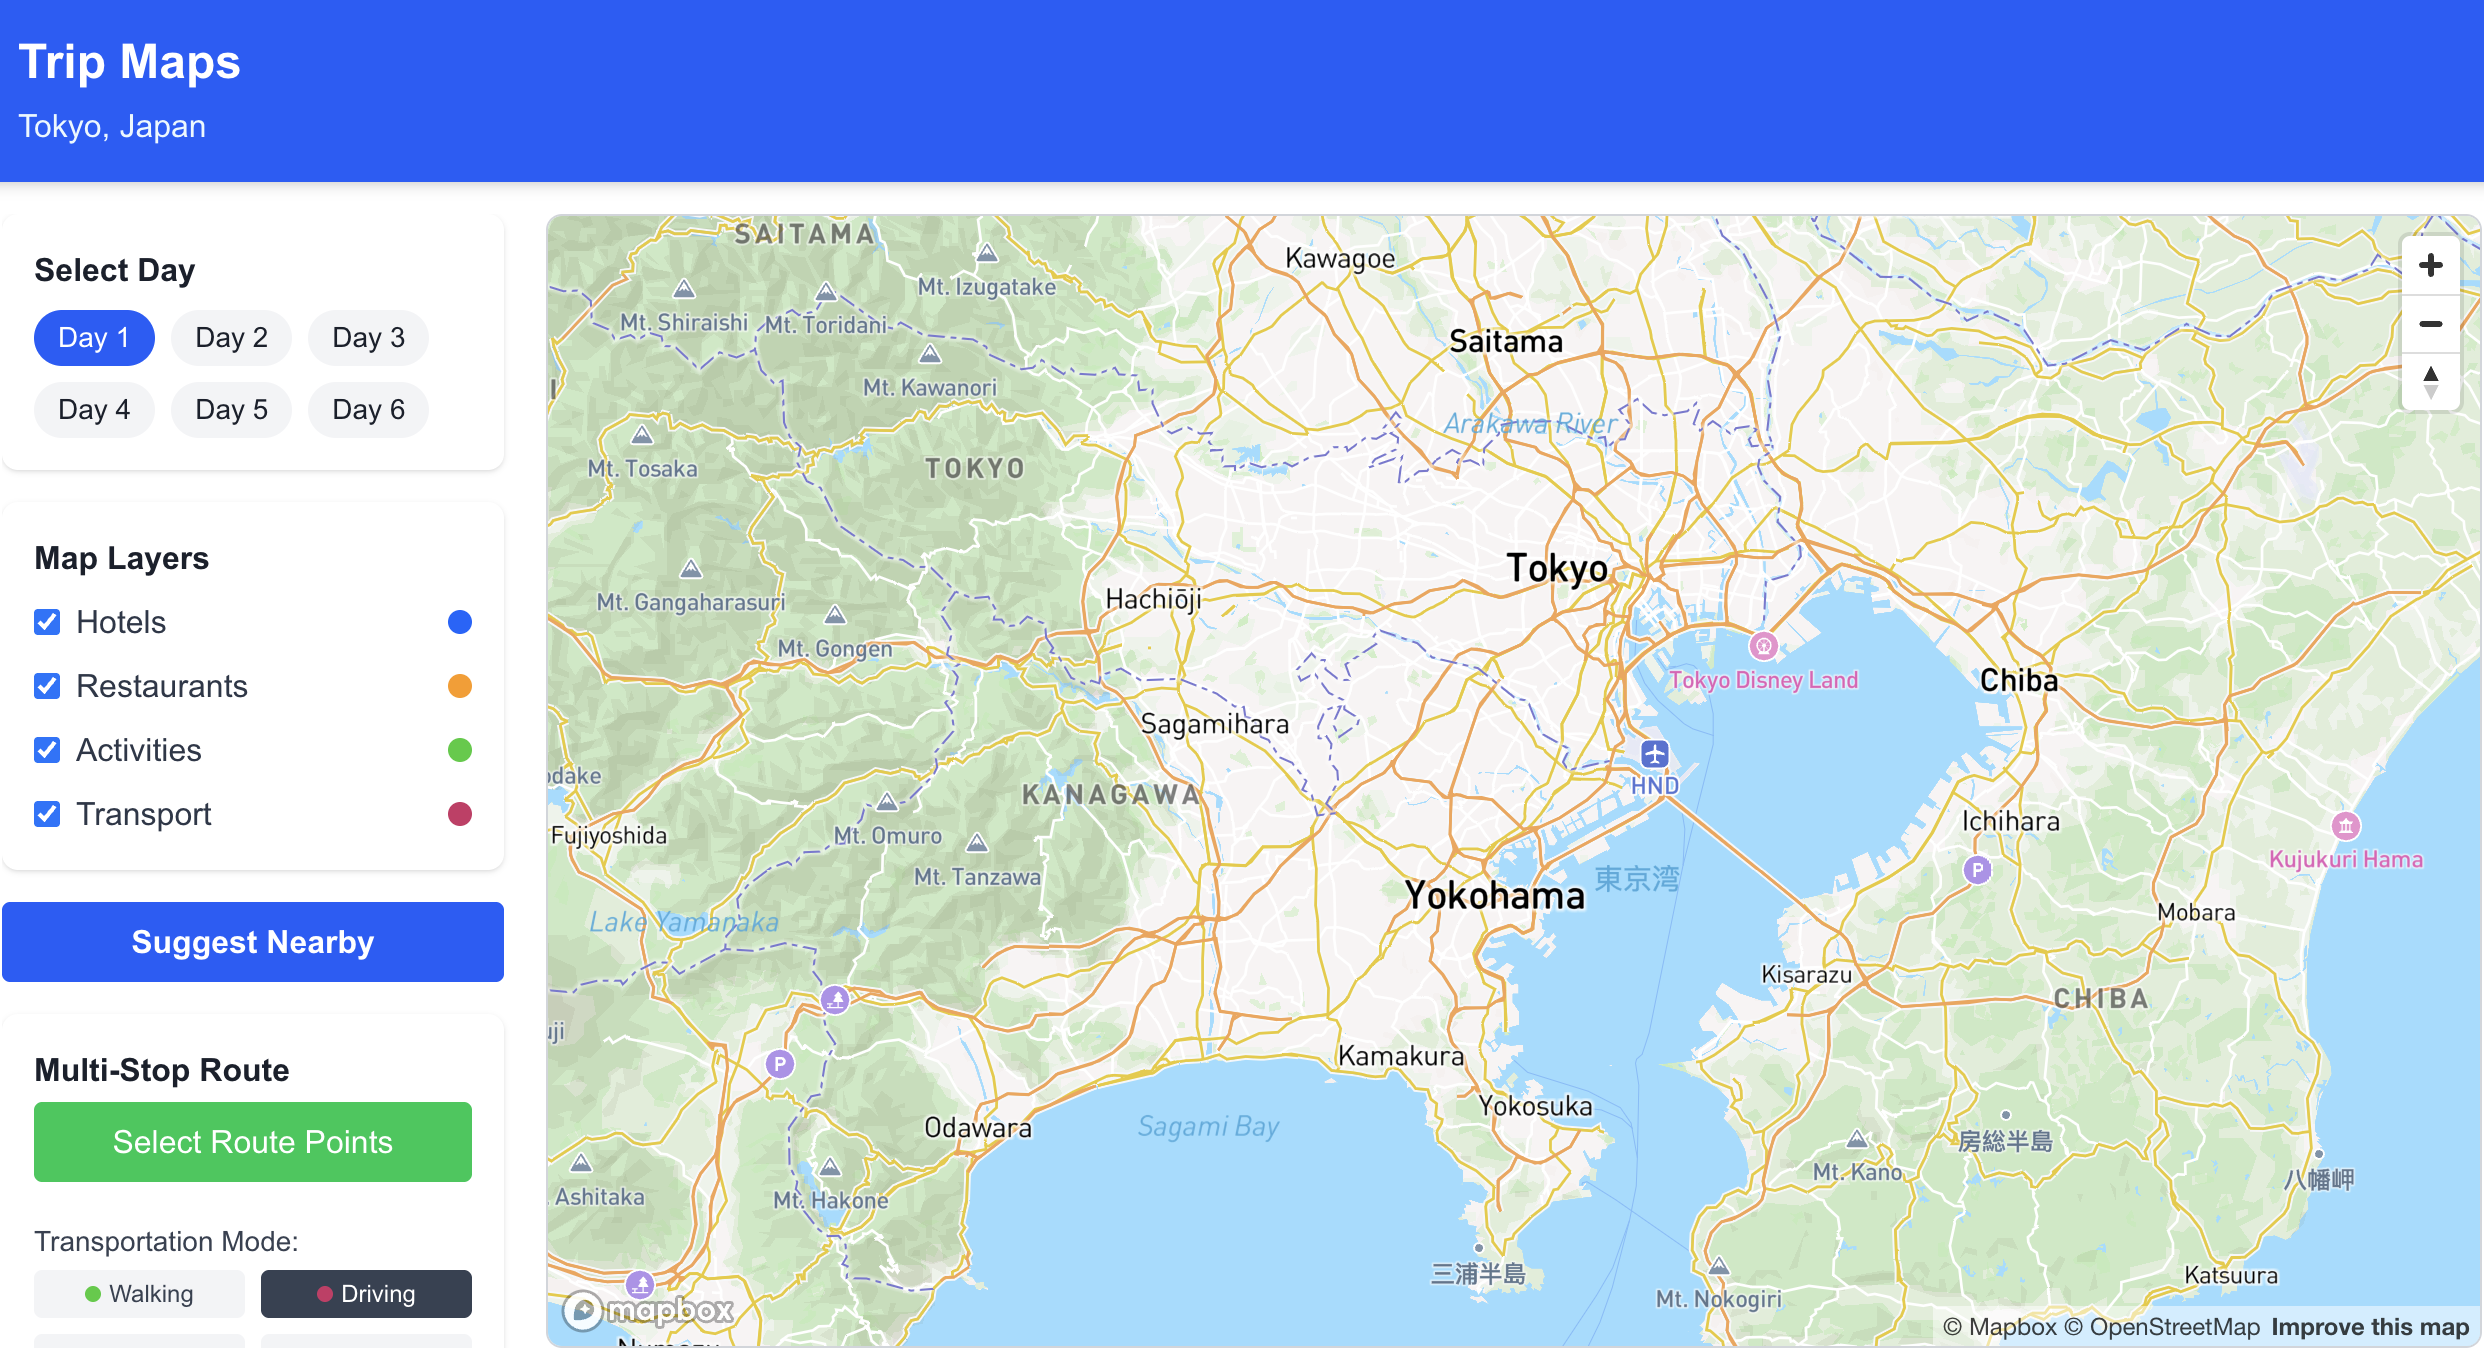 Trip Maps
Tokyo, Japan
Select Day
Day 1
Day 2
Day 3
Day 4
Day 5
Day 6
Map Layers
Hotels
Restaurants
Activities
Transport
Suggest Nearby
Multi-Stop Route
Select Route Points
Transportation Mode:
Walking
Driving
SAITAMA
Kawagoe
Mt. Izugatake
Mt. Shiraishi
Mt. Toridani
Saitama
Mt. Kawanori
Arakawa River
Mt. Tosaka
TOKYO
Tokyo
Hachiōji
Mt. Gangaharasuri
Mt. Gongen
Tokyo Disney Land
Chiba
Sagamihara
HND
KANAGAWA
Fujiyoshida
Mt. Omuro
Ichihara
P
Kujukuri Hama
Mt. Tanzawa
東京湾
Yokohama
Lake Yamanaka
Mobara
Kisarazu
CHIBA
P
Kamakura
Yokosuka
Odawara
Sagami Bay
房総半島
Mt. Kano
八幡岬
Ashitaka
Mt. Hakone
三浦半島
Katsuura
Mt. Nokogiri
mapbox
© Mapbox © OpenStreetMap Improve this map